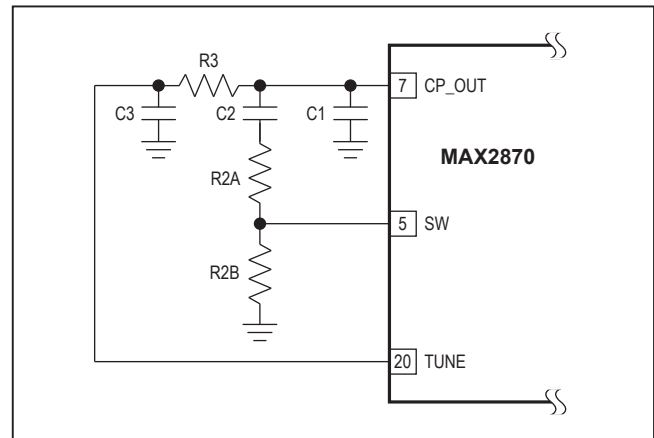 R3
7 CP_OUT
C3 C2 C1
MAX2870
R2A
5 SW
R2B
20 TUNE